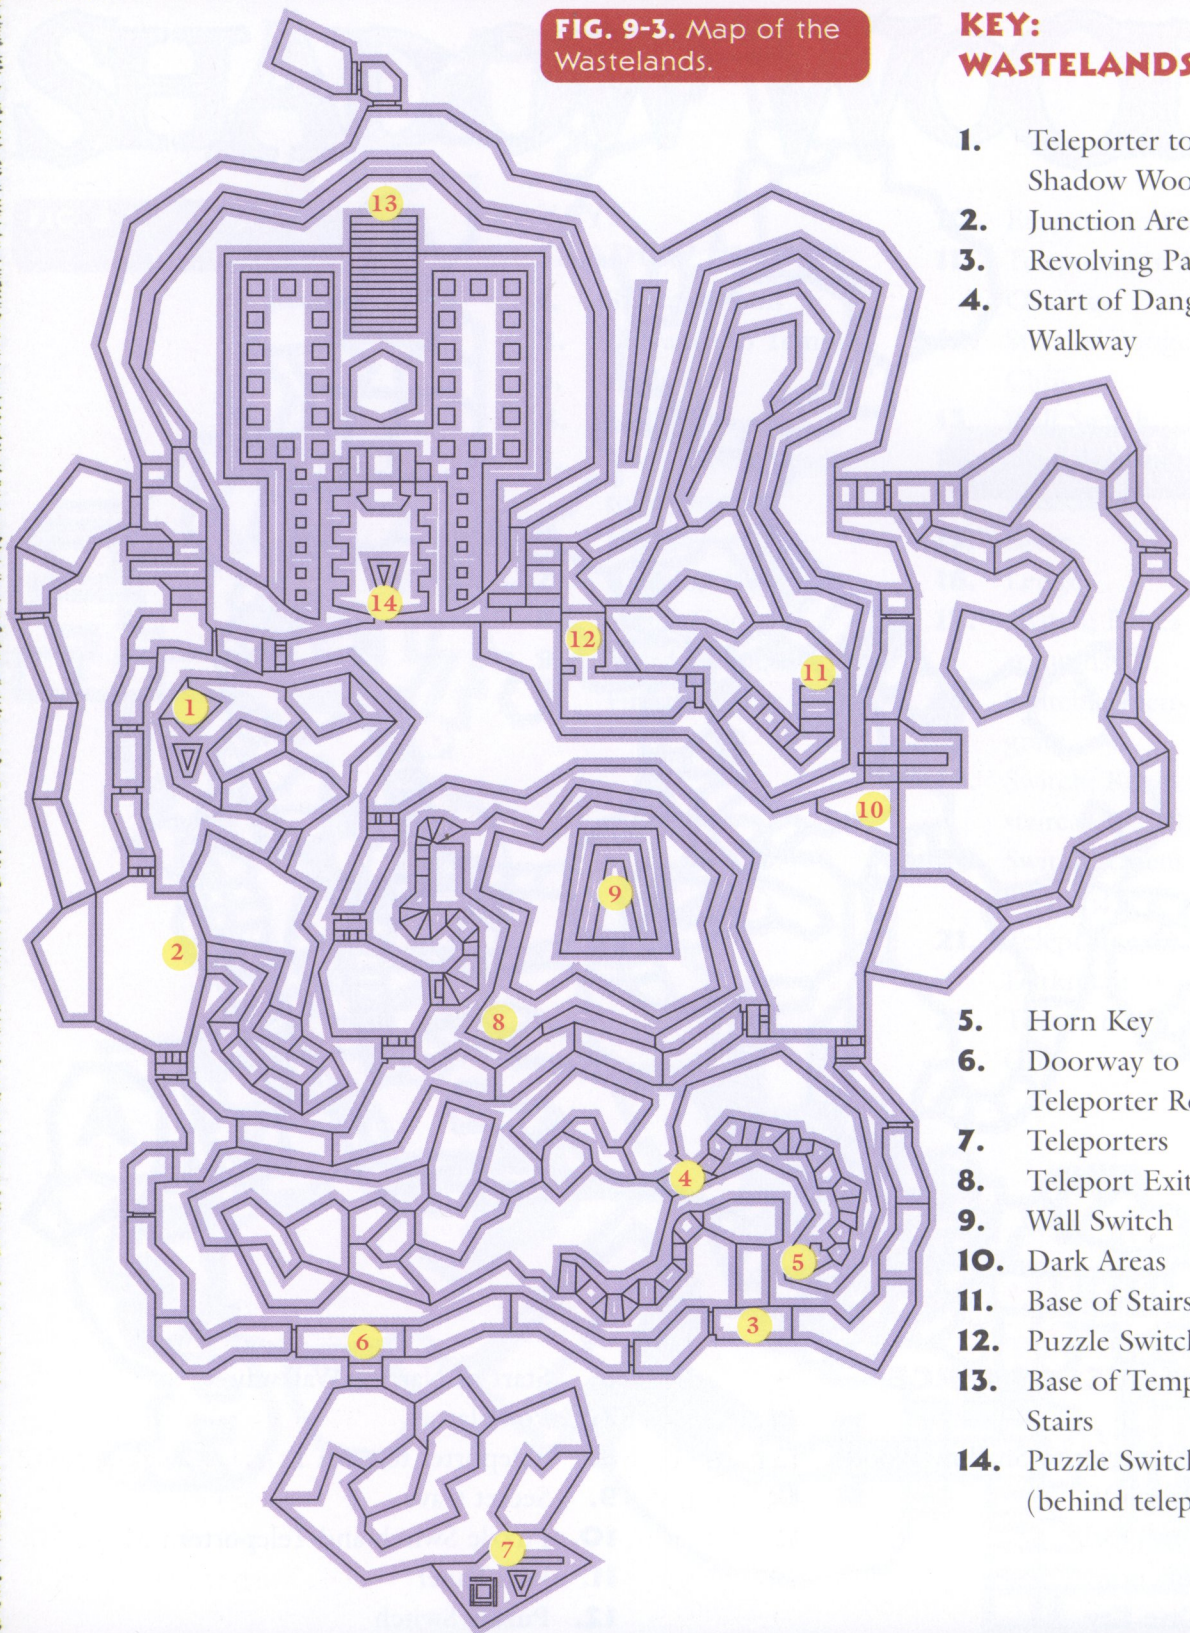 FIG. 9-3. Map of the
Wastelands.
KEY:
WASTELANDS
1. Teleporter to
Shadow Woo
2. Junction Are
3. Revolving Pa
4. Start of Dang
Walkway
5. Horn Key
6. Doorway to
Teleporter Ro
7. Teleporters
8. Teleport Exit
9. Wall Switch
10. Dark Areas
11. Base of Stairs
12. Puzzle Switch
13. Base of Temp
Stairs
14. Puzzle Switch
(behind telep
13
14
12
11
1
10
9
2
8
4
5
3
6
7